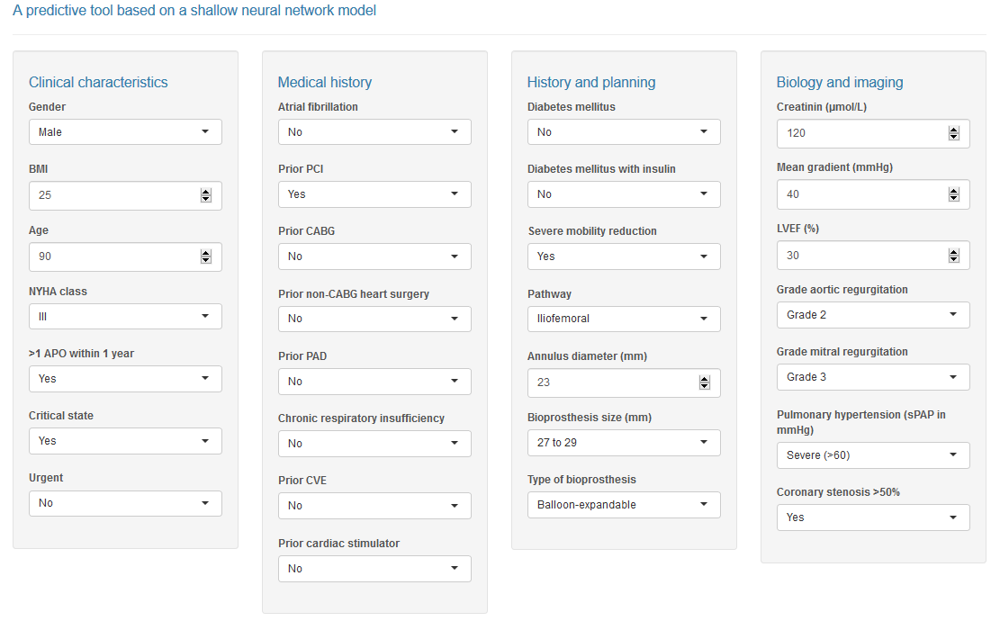 A predictive tool based on a shallow neural network model
Clinical characteristics
Gender
Male
BMI
25
Age
90
NYHA class
III
>1 APO within 1 year
Yes
Critical state
Yes
Urgent
No
Medical history
Atrial fibrillation
No
Prior PCI
Yes
Prior CABG
No
Prior non-CABG heart surgery
No
Prior PAD
No
Chronic respiratory insufficiency
No
Prior CVE
No
Prior cardiac stimulator
No
History and planning
Diabetes mellitus
No
Diabetes mellitus with insulin
No
Severe mobility reduction
Yes
Pathway
Iliofemoral
Annulus diameter (mm)
23
Bioprosthesis size (mm)
27 to 29
Type of bioprosthesis
Balloon-expandable
Biology and imaging
Creatinin (µmol/L)
120
Mean gradient (mmHg)
40
LVEF (%)
30
Grade aortic regurgitation
Grade 2
Grade mitral regurgitation
Grade 3
Pulmonary hypertension (sPAP in
mmHg)
Severe (>60)
Coronary stenosis >50%
Yes